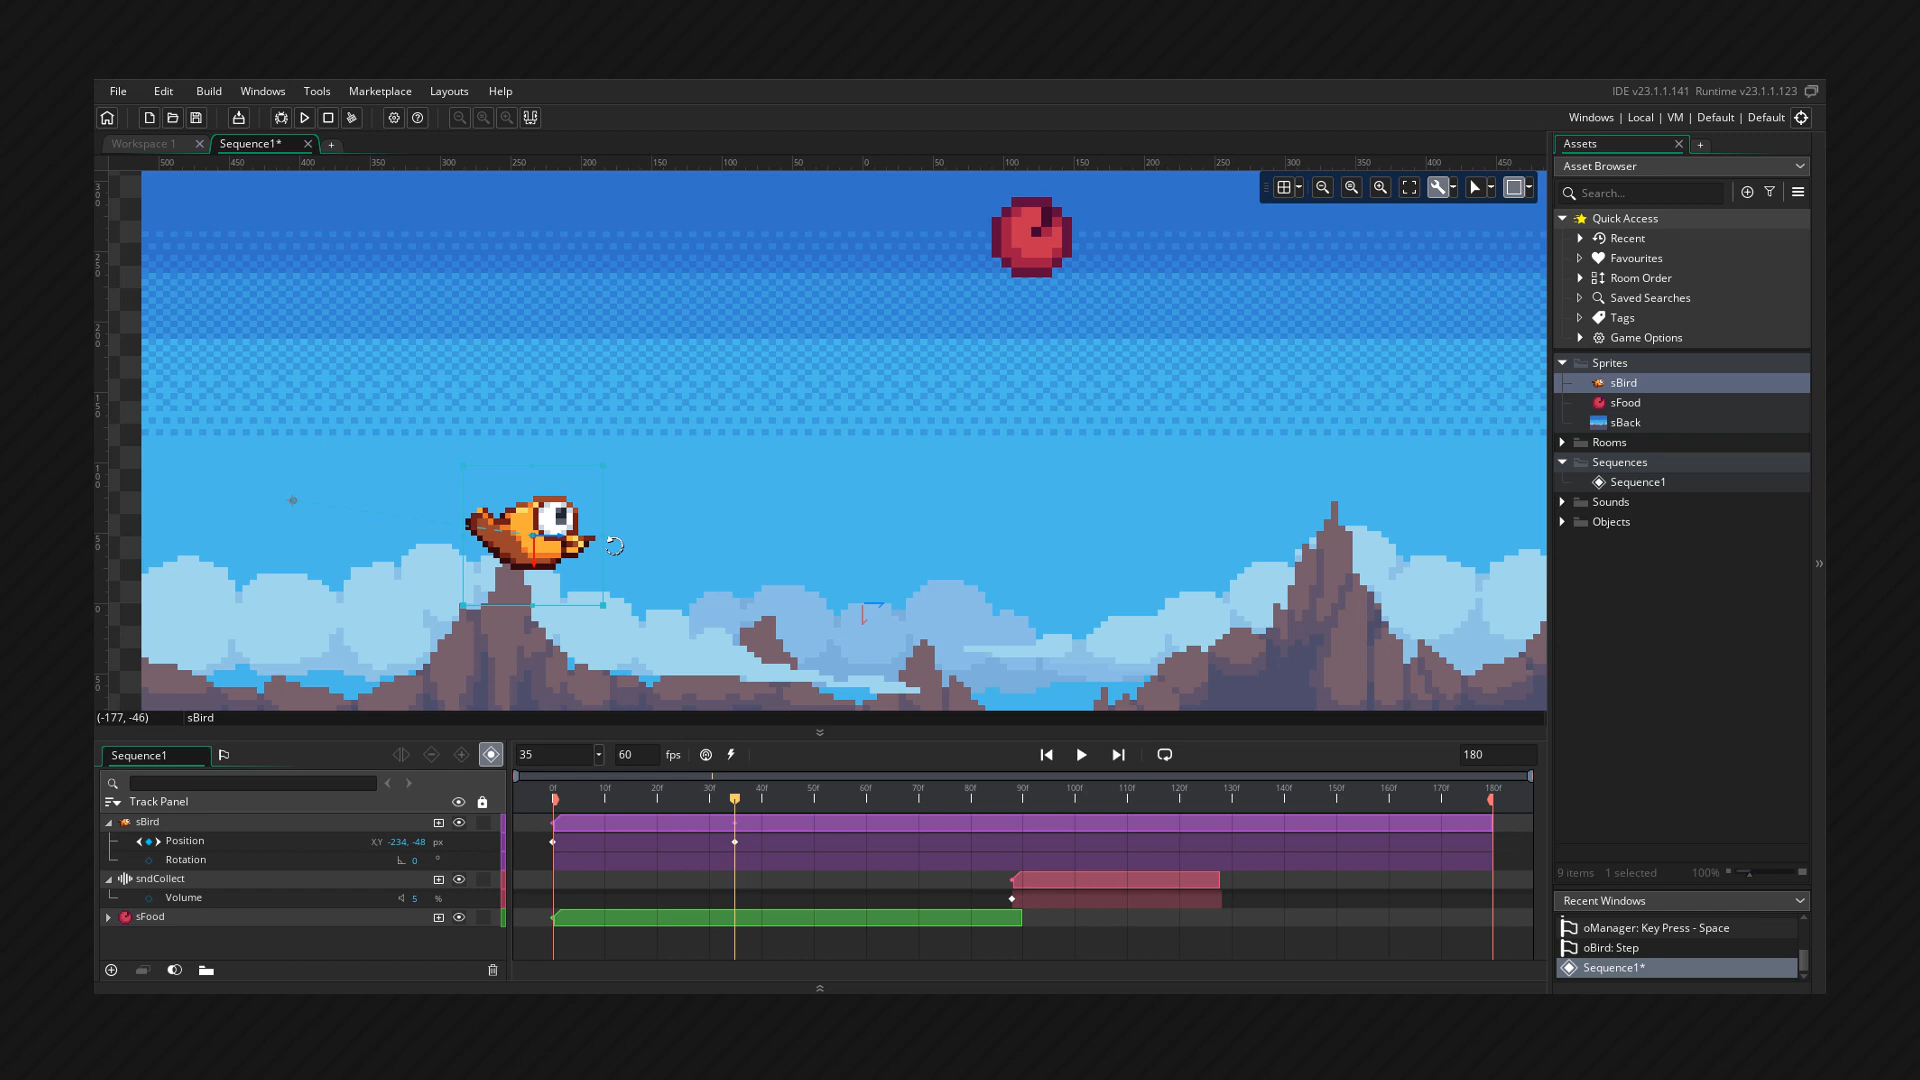 File Edit Build Windows Tools Marketplace Layouts Help
IDE v23.1.1.141 Runtime v23.1.1.123
Windows | Local | VM | Default | Default
Workspace 1
Sequence1*
Assets
500 450 400 350 300 250 200 150 100 50 0 50 100 150 200 250 300 350 400 450
Asset Browser
Search...
Quick Access
Recent
Favourites
Room Order
Saved Searches
Tags
Game Options
Sprites
sBird
sFood
sBack
Rooms
Sequences
Sequence1
Sounds
Objects
300
250
200
150
100
50
0
50
(-177, -46) sBird
Sequence1
35 60 fps 180
0f 10f 20f 30f 40f 50f 60f 70f 80f 90f 100f 110f 120f 130f 140f 150f 160f 170f 180f
Track Panel
sBird
Position X,Y -234, -48 px
Rotation 0 °
sndCollect
Volume 5 %
sFood
9 items 1 selected 100%
Recent Windows
oManager: Key Press - Space
oBird: Step
Sequence1*